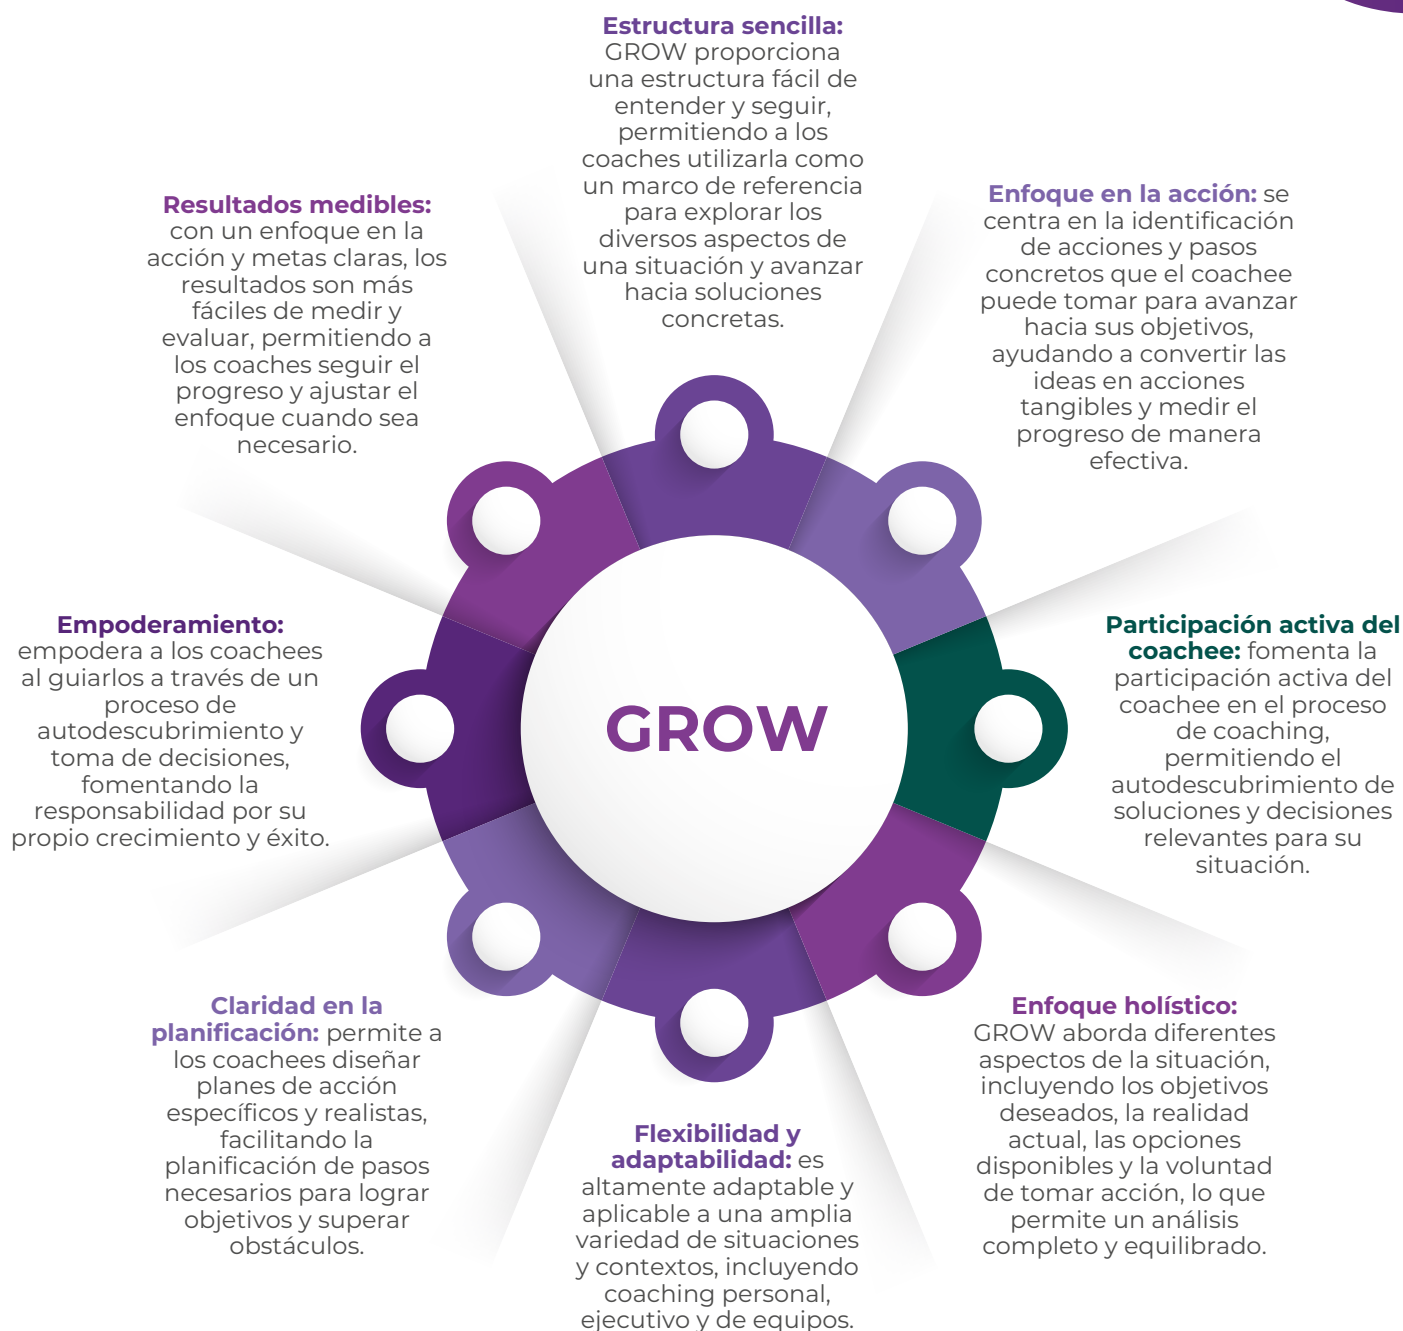 Estructura sencilla:
GROW proporciona
una estructura fácil de
entender y seguir,
permitiendo a los
coaches utilizarla como
un marco de referencia
para explorar los
diversos aspectos de
una situación y avanzar
hacia soluciones
concretas.
Enfoque en la acción: se
centra en la identificación
de acciones y pasos
concretos que el coachee
puede tomar para avanzar
hacia sus objetivos,
ayudando a convertir las
ideas en acciones
tangibles y medir el
progreso de manera
efectiva.
Participación activa del
coachee: fomenta la
participación activa del
coachee en el proceso
de coaching,
permitiendo el
autodescubrimiento de
soluciones y decisiones
relevantes para su
situación.
Enfoque holístico:
GROW aborda diferentes
aspectos de la situación,
incluyendo los objetivos
deseados, la realidad
actual, las opciones
disponibles y la voluntad
de tomar acción, lo que
permite un análisis
completo y equilibrado.
Flexibilidad y
adaptabilidad: es
altamente adaptable y
aplicable a una amplia
variedad de situaciones
y contextos, incluyendo
coaching personal,
ejecutivo y de equipos.
Claridad en la
planificación: permite a
los coachees diseñar
planes de acción
específicos y realistas,
facilitando la
planificación de pasos
necesarios para lograr
objetivos y superar
obstáculos.
Empoderamiento:
empodera a los coachees
al guiarlos a través de un
proceso de
autodescubrimiento y
toma de decisiones,
fomentando la
responsabilidad por su
propio crecimiento y éxito.
Resultados medibles:
con un enfoque en la
acción y metas claras, los
resultados son más
fáciles de medir y
evaluar, permitiendo a
los coaches seguir el
progreso y ajustar el
enfoque cuando sea
necesario.
GROW